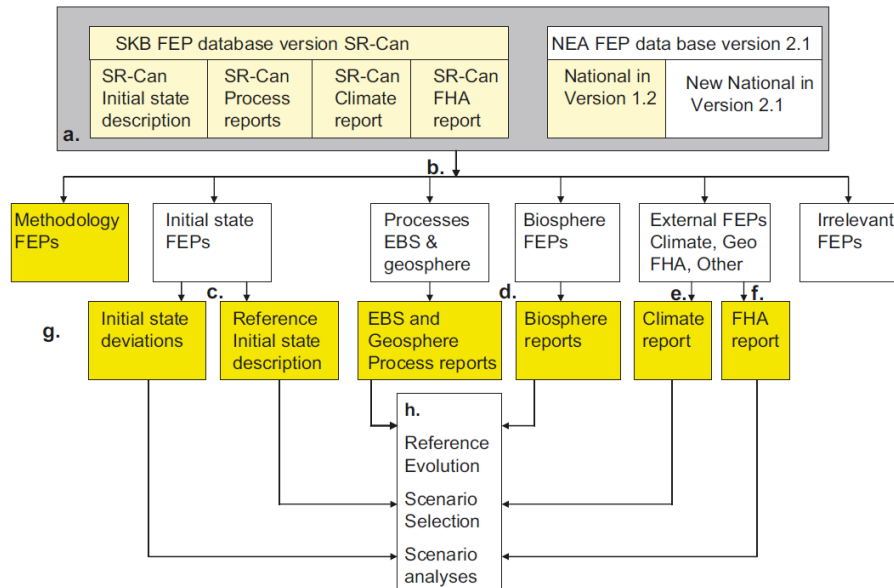 SKB FEP database version SR-Can
NEA FEP data base version 2.1
SR-Can
Initial state
description
SR-Can
Process
reports
SR-Can
Climate
report
SR-Can
FHA
report
National in
Version 1.2
New National in
Version 2.1
a.
b.
Methodology
FEPs
Initial state
FEPs
Processes
EBS &
geosphere
Biosphere
FEPs
External FEPs
Climate, Geo
FHA, Other
Irrelevant
FEPs
c.
d.
e.
f.
g.
Initial state
deviations
Reference
Initial state
description
EBS and
Geosphere
Process reports
Biosphere
reports
Climate
report
FHA
report
h.
Reference
Evolution
Scenario
Selection
Scenario
analyses